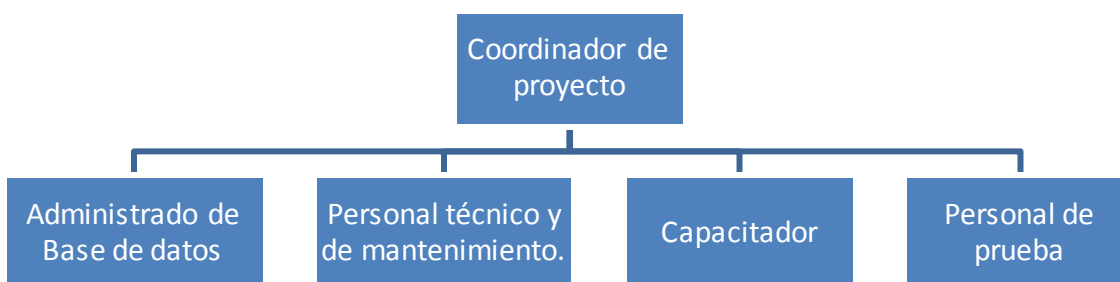 Coordinador de
proyecto
Administrado de
Base de datos
Personal técnico y
de mantenimiento.
Capacitador
Personal de
prueba